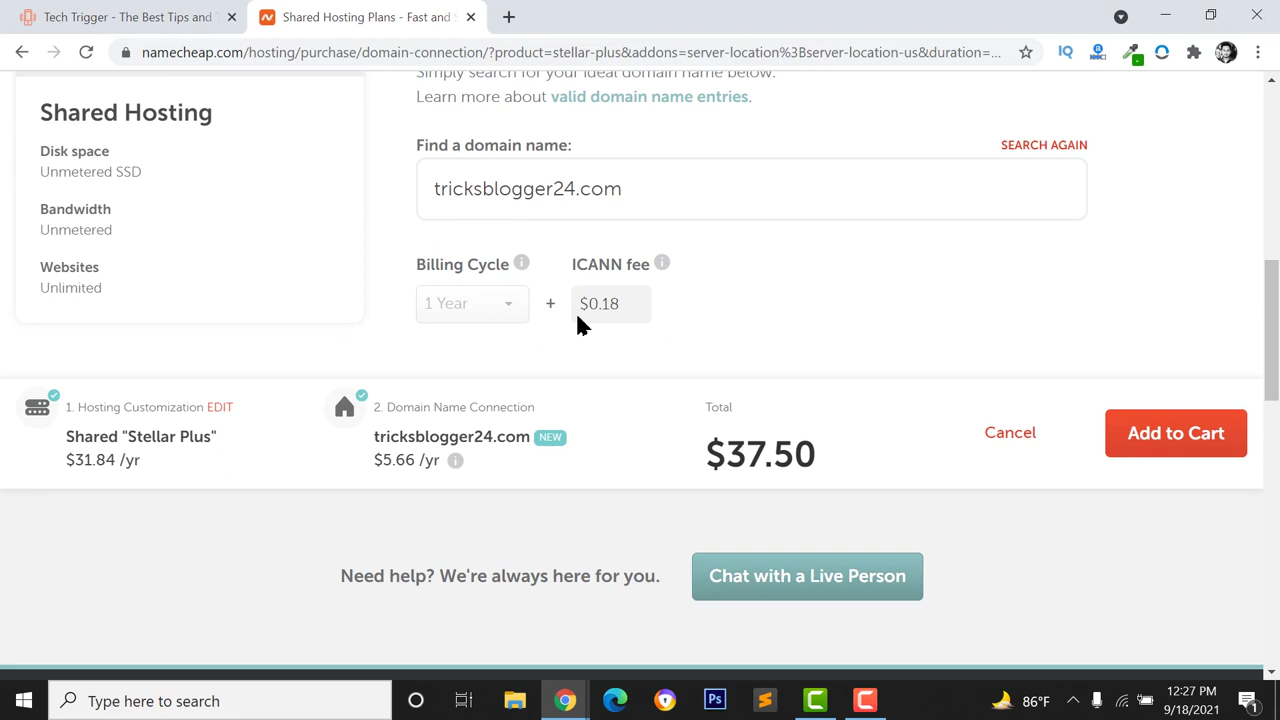 Tech Trigger - The Best Tips and
Shared Hosting Plans - Fast and S
namecheap.com/hosting/purchase/domain-connection/?product=stellar-plus&addons=server-location%3Bserver-location-us&duration=...
IQ
Simply search for your ideal domain name below.
Learn more about valid domain name entries.
Shared Hosting
Disk space
Unmetered SSD
Bandwidth
Unmetered
Websites
Unlimited
Find a domain name:
SEARCH AGAIN
tricksblogger24.com
Billing Cycle
ICANN fee
1 Year
+
$0.18
1. Hosting Customization EDIT
Shared "Stellar Plus"
$31.84 /yr
2. Domain Name Connection
tricksblogger24.com NEW
$5.66 /yr
Total
$37.50
Cancel
Add to Cart
Need help? We're always here for you.
Chat with a Live Person
Type here to search
Ps
86°F
12:27 PM
9/18/2021
1